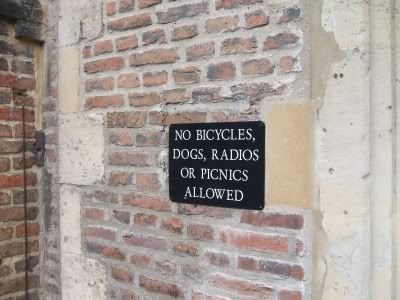 NO BICYCLES,
DOGS, RADIOS
OR PICNICS
ALLOWED